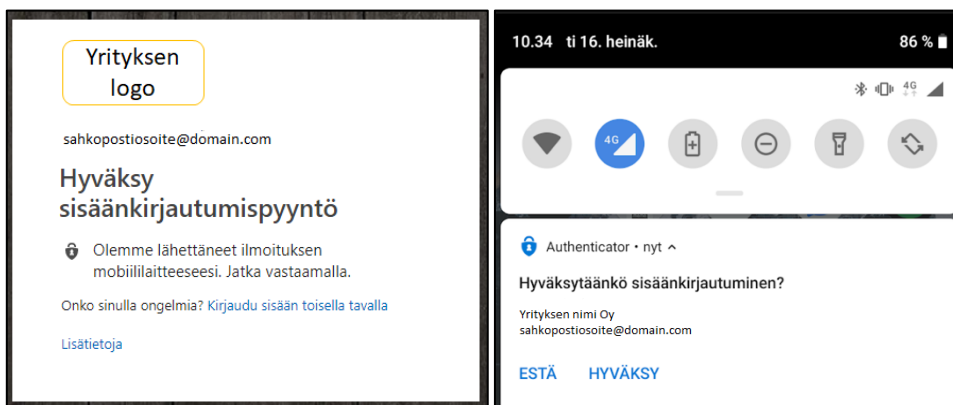 Yrityksen
logo
sahkopostiosoite@domain.com
Hyväksy
sisäänkirjautumispyyntö
Olemme lähettäneet ilmoituksen
mobiililaitteeseesi. Jatka vastaamalla.
Onko sinulla ongelmia? Kirjaudu sisään toisella tavalla
Lisätietoja
10.34 ti 16. heinäk. 86 %
4G
4G
Authenticator • nyt
Hyväksytäänkö sisäänkirjautuminen?
Yrityksen nimi Oy
sahkopostiosoite@domain.com
ESTÄ HYVÄKSY